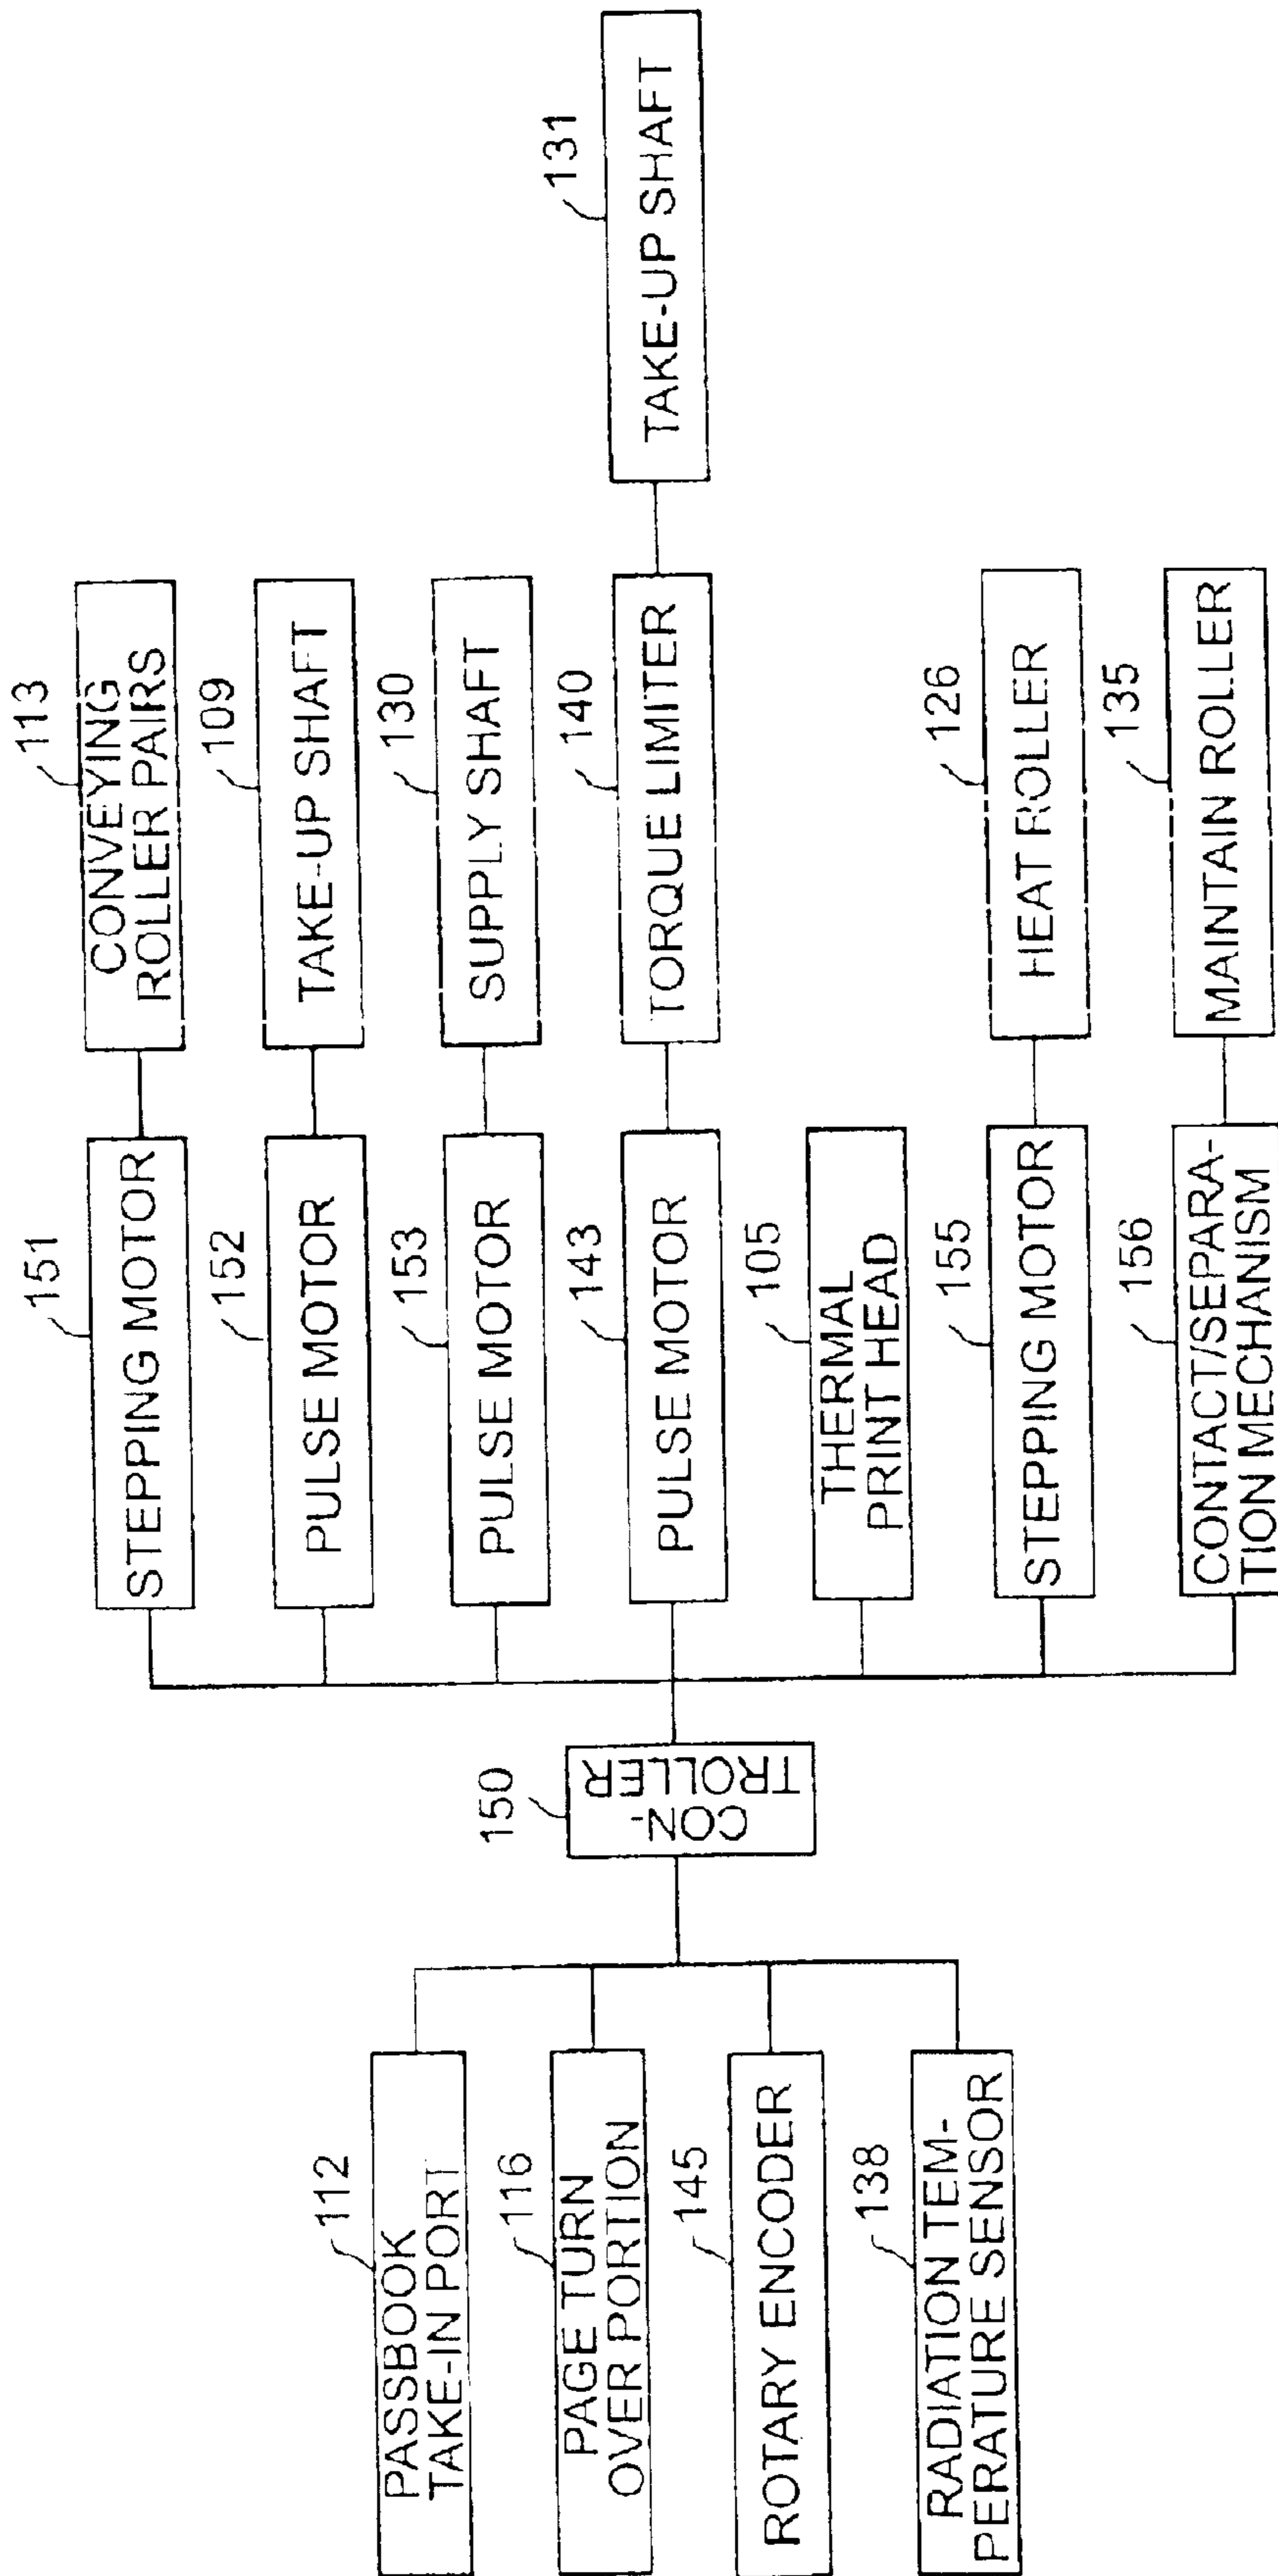 112
PASSBOOK
TAKE-IN PORT
116
PAGE TURN
OVER PORTION
145
ROTARY ENCODER
138
RADIATION TEM-
PERATURE SENSOR
150
CON-
TROLLER
151
STEPPING MOTOR
113
CONVEYING
ROLLER PAIRS
152
PULSE MOTOR
109
TAKE-UP SHAFT
153
PULSE MOTOR
130
SUPPLY SHAFT
143
PULSE MOTOR
140
TORQUE LIMITER
131
TAKE-UP SHAFT
105
THERMAL
PRINT HEAD
155
STEPPING MOTOR
126
HEAT ROLLER
156
CONTACT/SEPARA-
TION MECHANISM
135
MAINTAIN ROLLER